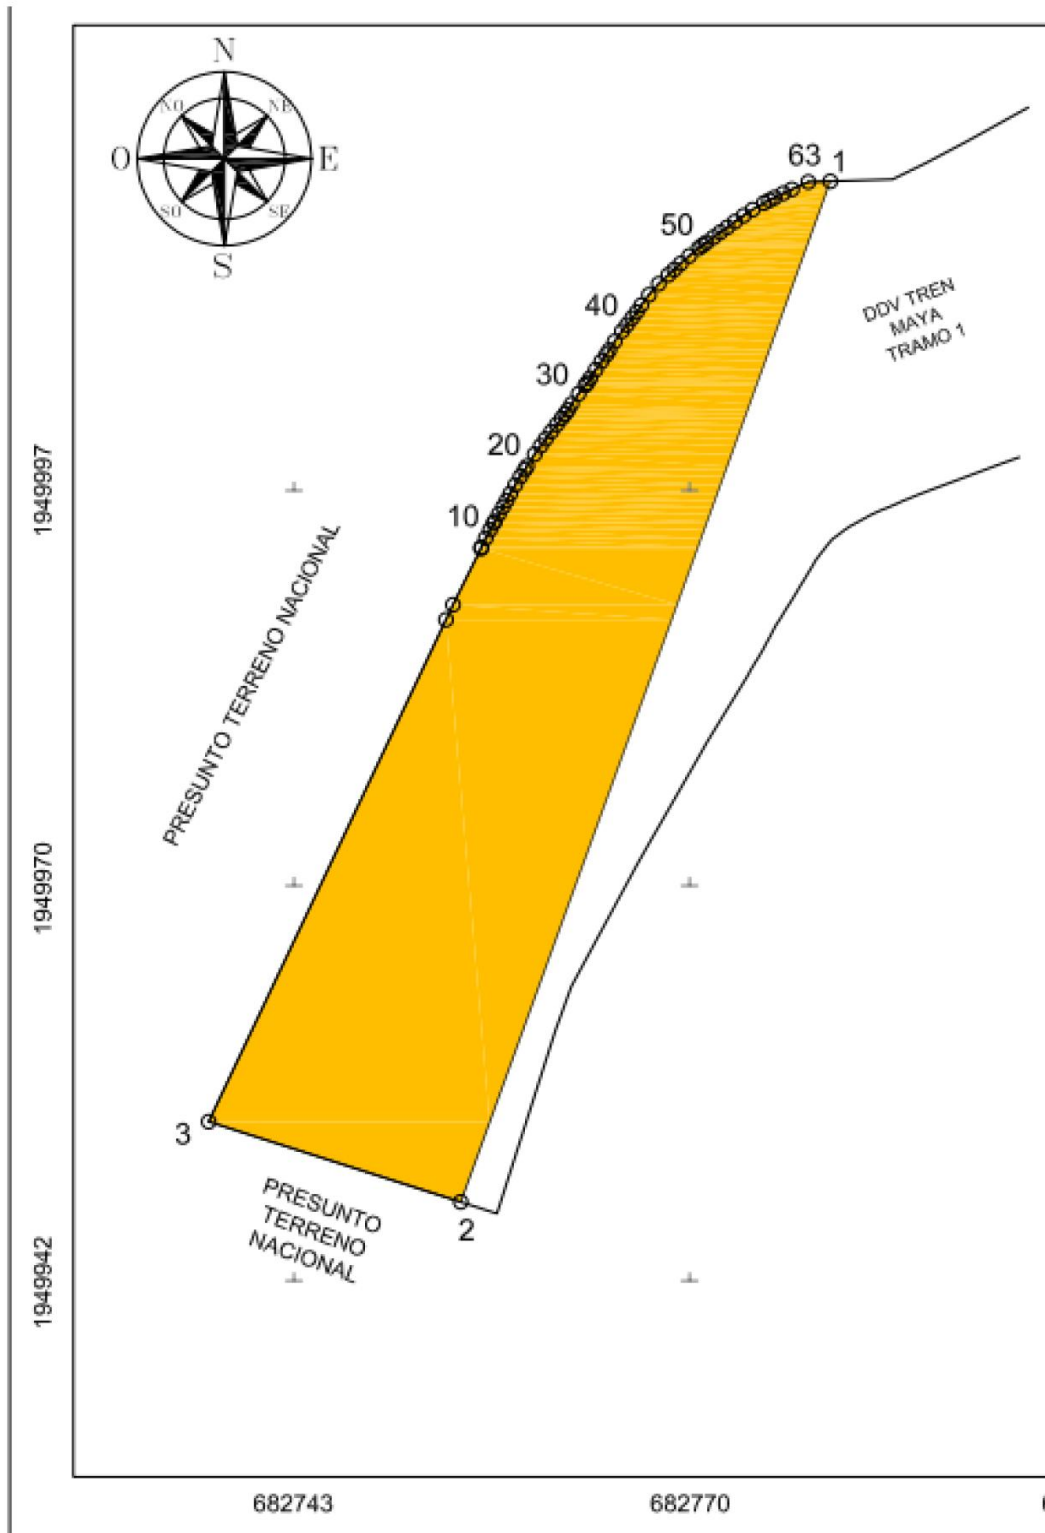 N
NO
NE
O
E
SO
SE
S
63
1
50
DDV TREN
MAYA
TRAMO 1
40
30
20
1949997
10
PRESUNTO TERRENO NACIONAL
1949970
3
PRESUNTO
TERRENO
NACIONAL
2
1949942
682743
682770